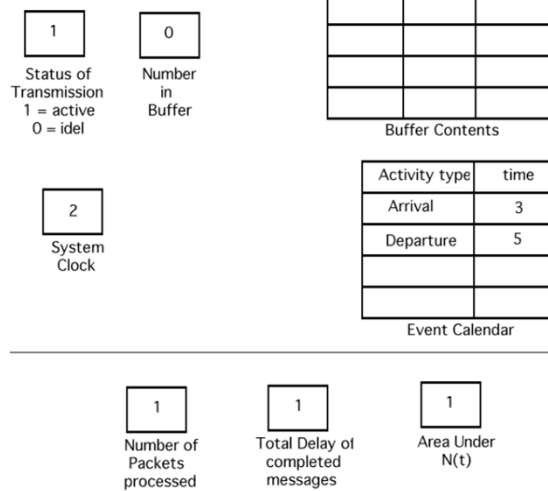 1
0
Status of
Transmission
1 = active
0 = idel
Number
in
Buffer
Buffer Contents
Activity type time
Arrival 3
Departure 5
Event Calendar
2
System
Clock
1
Number of
Packets
processed
1
Total Delay of
completed
messages
1
Area Under
N(t)